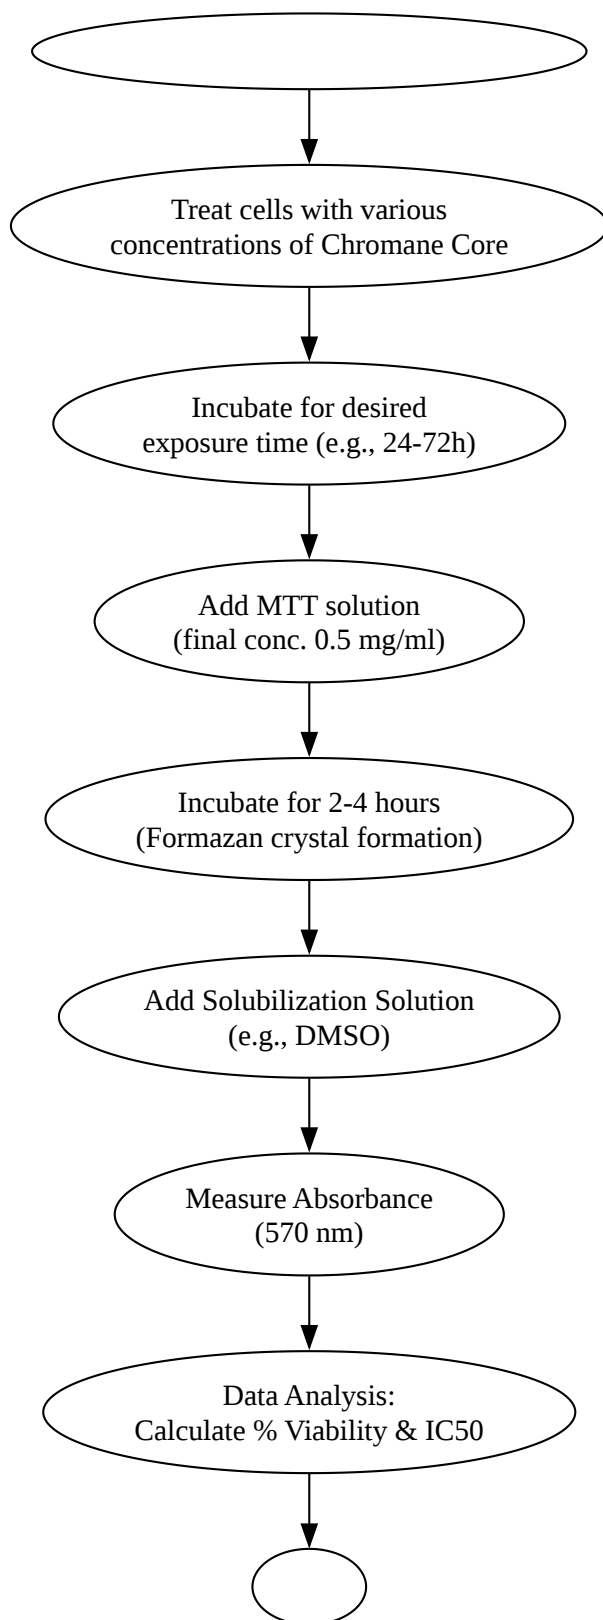 Treat cells with various
concentrations of Chromane Core
Incubate for desired
exposure time (e.g., 24-72h)
Add MTT solution
(final conc. 0.5 mg/ml)
Incubate for 2-4 hours
(Formazan crystal formation)
Add Solubilization Solution
(e.g., DMSO)
Measure Absorbance
(570 nm)
Data Analysis:
Calculate % Viability & IC50